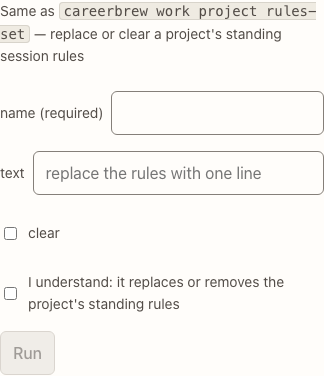 Same as careerbrew work project rules-
set — replace or clear a project's standing
session rules
name (required)
text replace the rules with one line
clear
I understand: it replaces or removes the
project's standing rules
Run